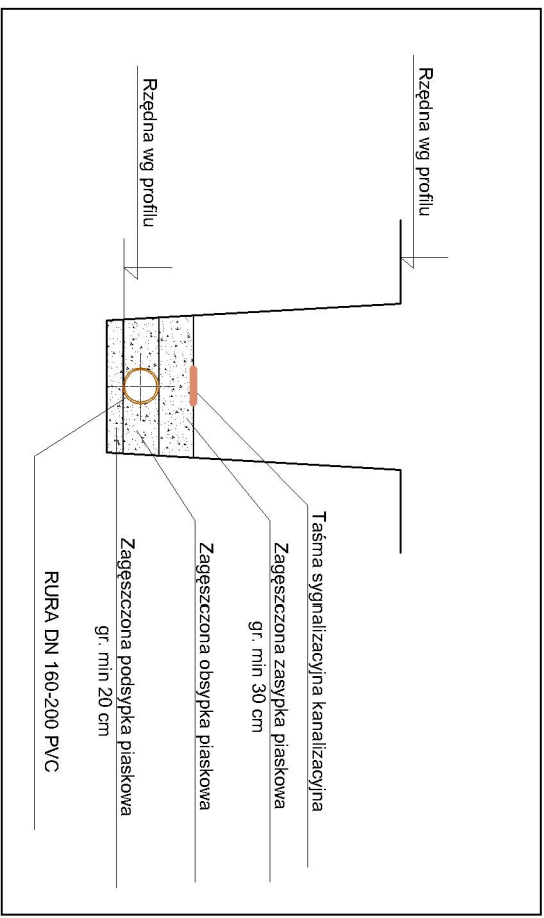 Rzędna wg profilu
Rzędna wg profilu
Taśma sygnalizacyjna kanalizacyjna
Zagęszczona zasypka piaskowa
gr. min 30 cm
Zagęszczona obsypka piaskowa
Zagęszczona podsypka piaskowa
gr. min 20 cm
RURA DN 160-200 PVC